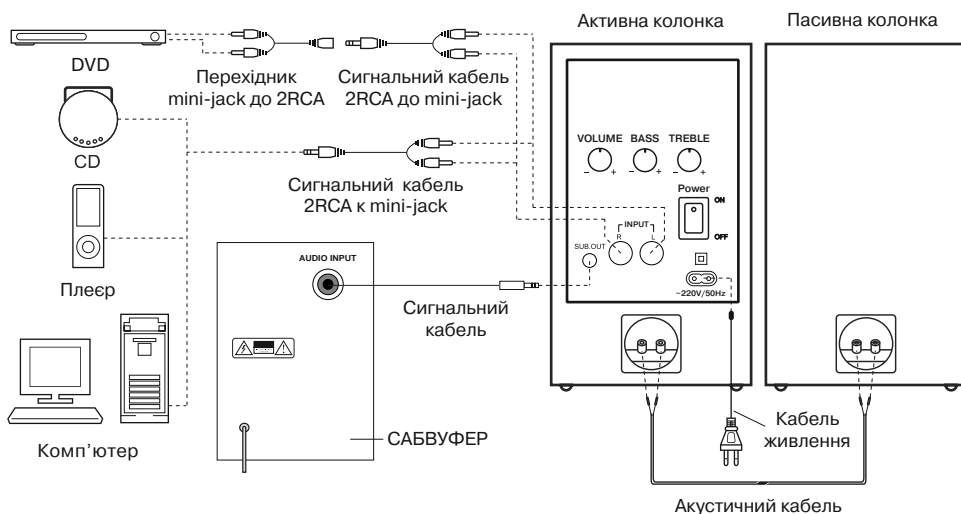 Активна колонка
Пасивна колонка
DVD
Перехідник
mini-jack до 2RCA
Сигнальний кабель
2RCA до mini-jack
CD
Сигнальний кабель
2RCA к mini-jack
Плеєр
Комп'ютер
AUDIO INPUT
САБВУФЕР
Сигнальний
кабель
VOLUME BASS TREBLE
- + - + - +
Power
ON
OFF
INPUT
R L
SUB.OUT
~220V/50Hz
Кабель
живлення
Акустичний кабель